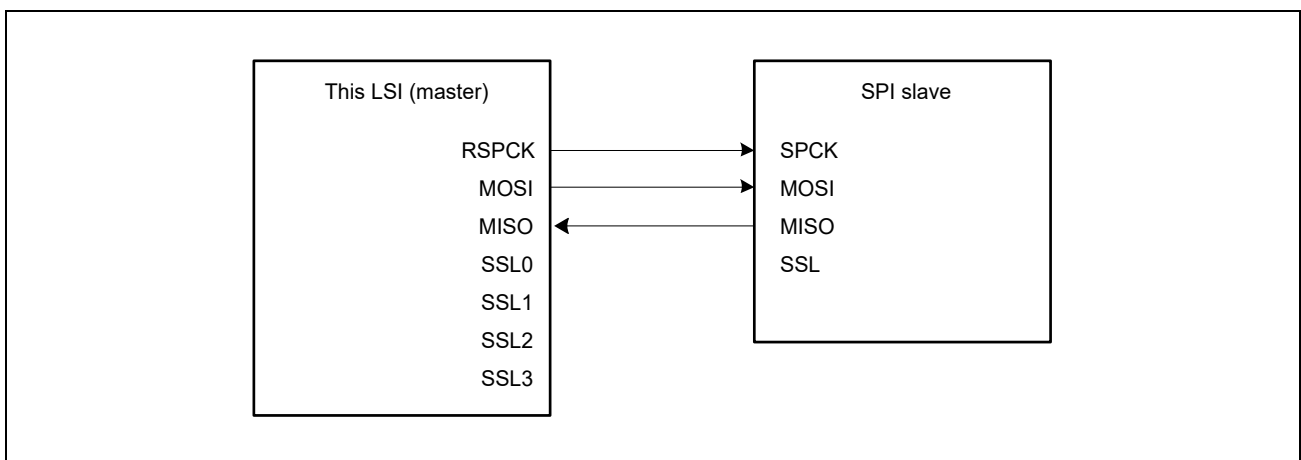 This LSI (master)
RSPCK
MOSI
MISO
SSL0
SSL1
SSL2
SSL3
SPI slave
SPCK
MOSI
MISO
SSL